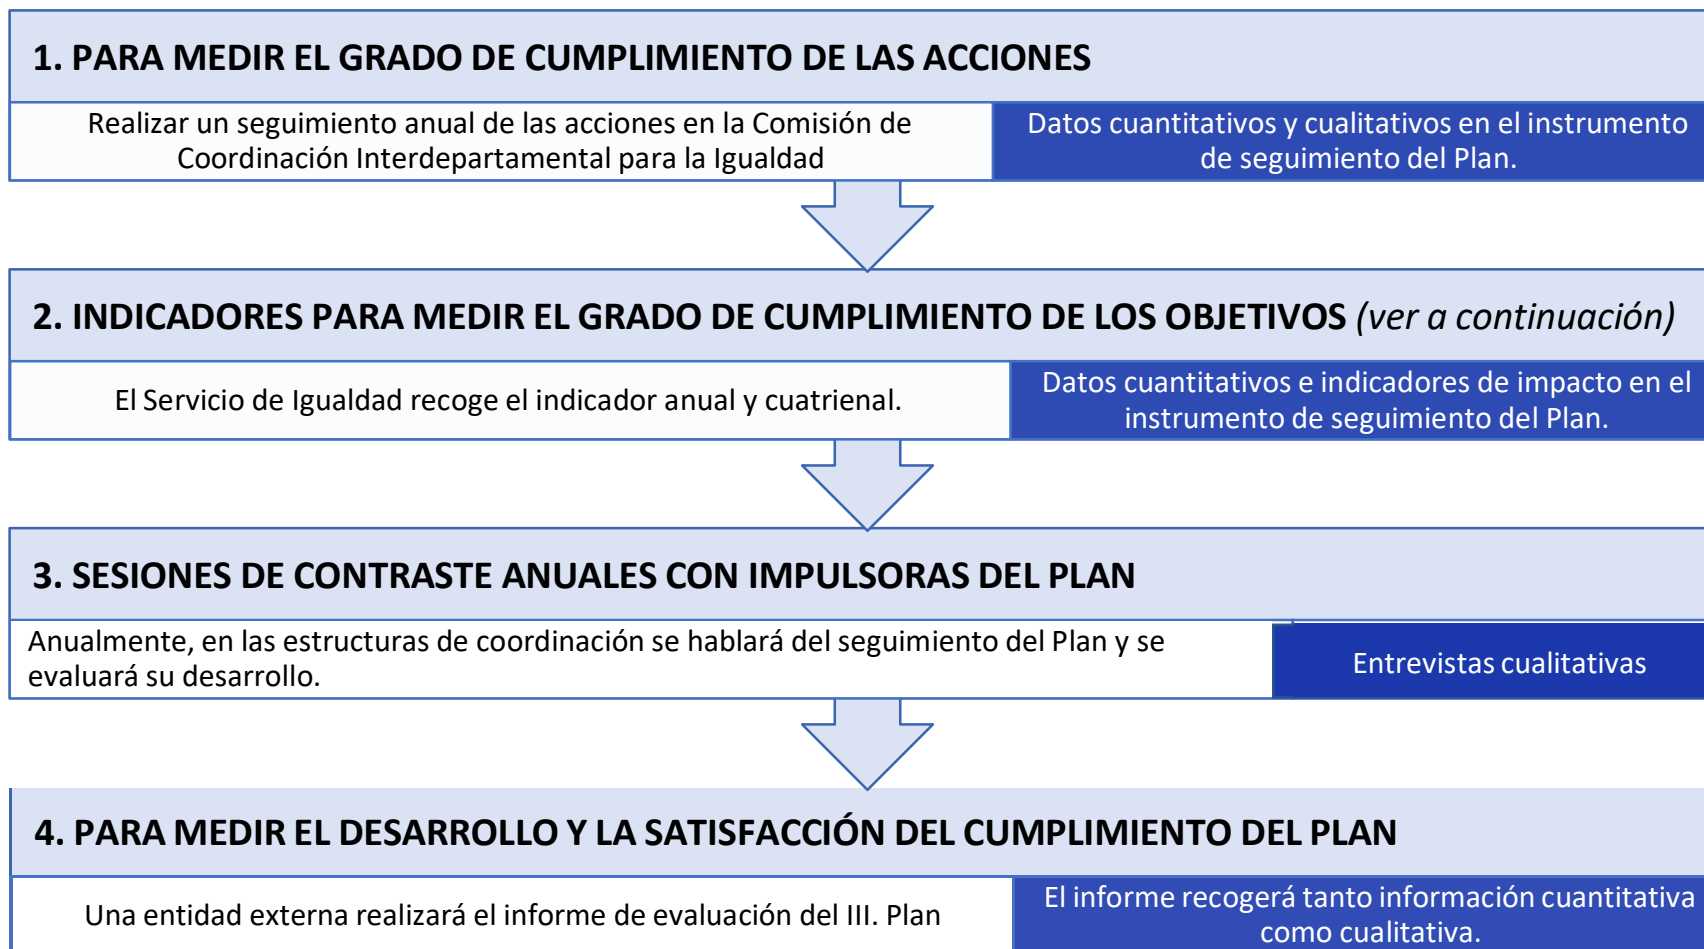 1. PARA MEDIR EL GRADO DE CUMPLIMIENTO DE LAS ACCIONES
Realizar un seguimiento anual de las acciones en la Comisión de
Coordinación Interdepartamental para la Igualdad
Datos cuantitativos y cualitativos en el instrumento
de seguimiento del Plan.
2. INDICADORES PARA MEDIR EL GRADO DE CUMPLIMIENTO DE LOS OBJETIVOS (ver a continuación)
El Servicio de Igualdad recoge el indicador anual y cuatrienal.
Datos cuantitativos e indicadores de impacto en el
instrumento de seguimiento del Plan.
3. SESIONES DE CONTRASTE ANUALES CON IMPULSORAS DEL PLAN
Anualmente, en las estructuras de coordinación se hablará del seguimiento del Plan y se
evaluará su desarrollo.
Entrevistas cualitativas
4. PARA MEDIR EL DESARROLLO Y LA SATISFACCIÓN DEL CUMPLIMIENTO DEL PLAN
Una entidad externa realizará el informe de evaluación del III. Plan
El informe recogerá tanto información cuantitativa
como cualitativa.